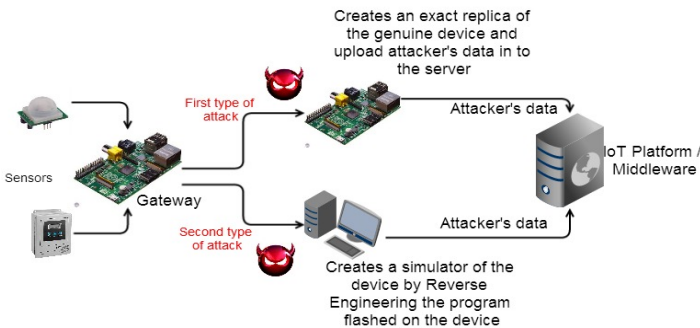 Creates an exact replica of
the genuine device and
upload attacker's data in to
the server
First type of
attack
Attacker's data
IoT Platform /
Middleware
Sensors
Gateway
Second type
of attack
Attacker's data
Creates a simulator of the
device by Reverse
Engineering the program
flashed on the device